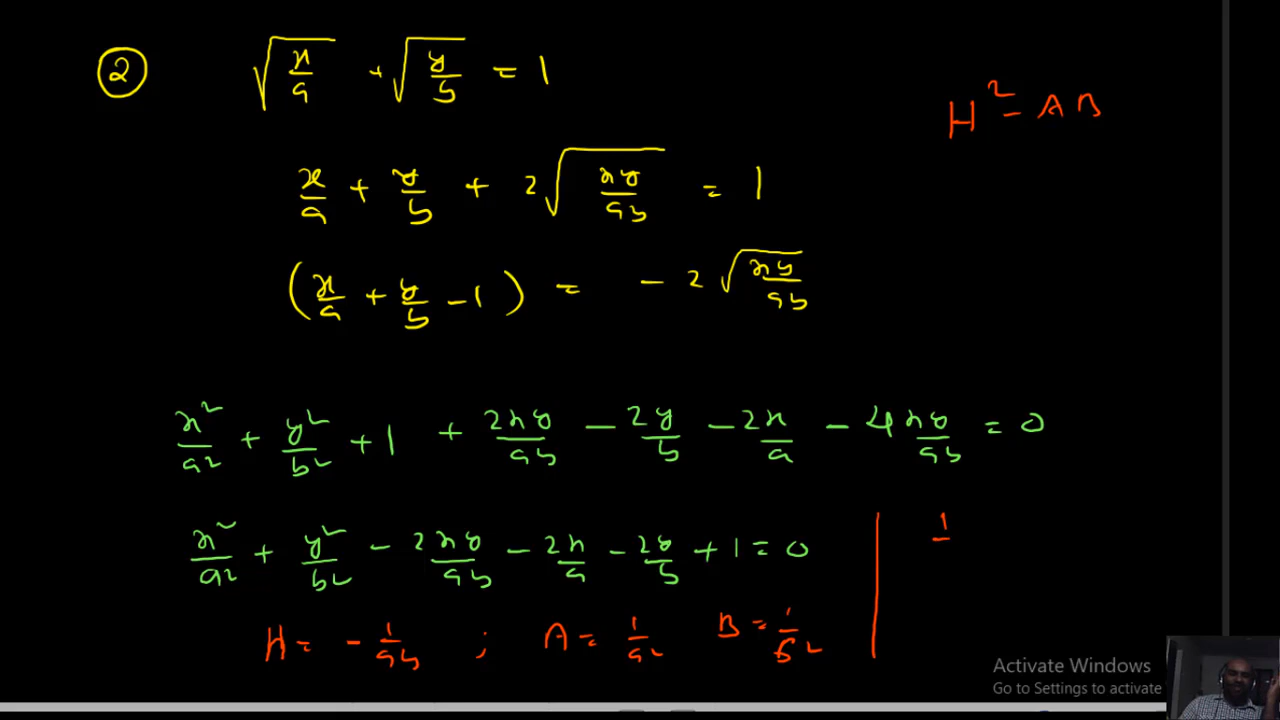 ② √(x/a) + √(y/b) = 1
H² = AB
x/a + y/b + 2√(xy/ab) = 1
(x/a + y/b - 1) = - 2√(xy/ab)
x²/a² + y²/b² + 1 + 2xy/ab - 2y/b - 2x/a - 4xy/ab = 0
x²/a² + y²/b² - 2xy/ab - 2x/a - 2y/b + 1 = 0
1
H = - 1/ab ; A = 1/a² B = 1/b²
Activate Windows
Go to Settings to activate